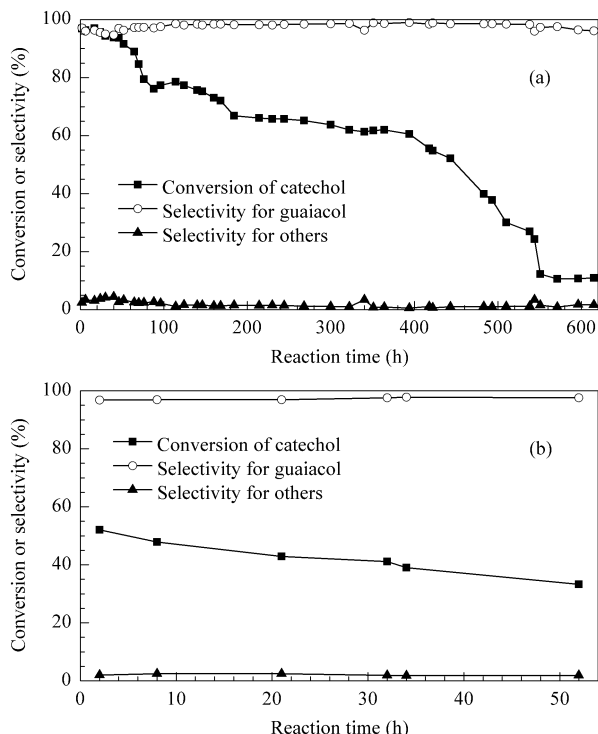 100
80
60
40
20
0
Conversion or selectivity (%)
(a)
Conversion of catechol
Selectivity for guaiacol
Selectivity for others
0 100 200 300 400 500 600
Reaction time (h)
100
80
60
40
20
0
Conversion or selectivity (%)
(b)
Conversion of catechol
Selectivity for guaiacol
Selectivity for others
0 10 20 30 40 50
Reaction time (h)